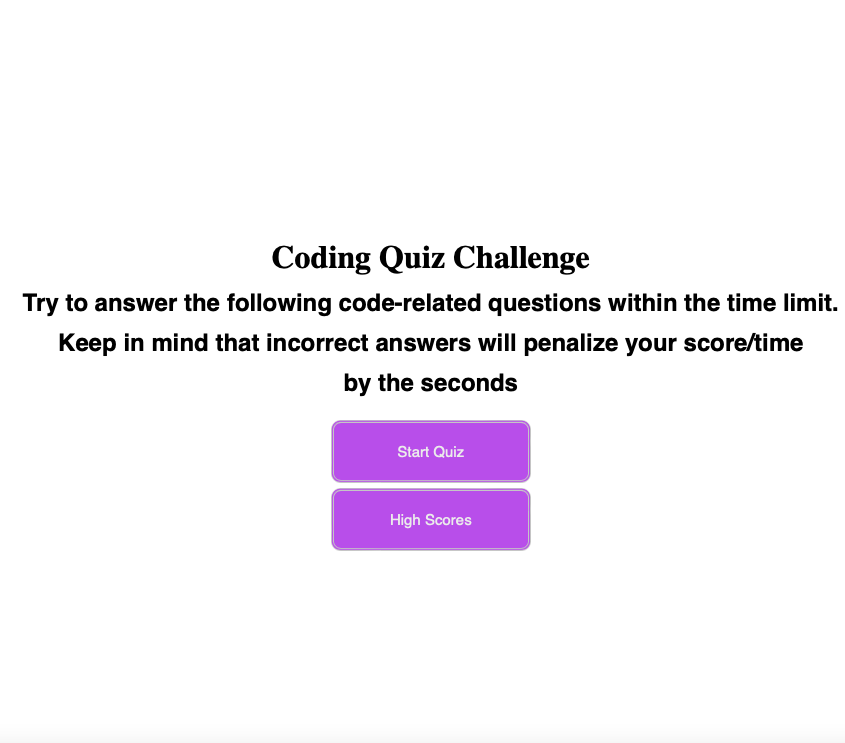 Coding Quiz Challenge
Try to answer the following code-related questions within the time limit.
Keep in mind that incorrect answers will penalize your score/time
by the seconds
Start Quiz
High Scores